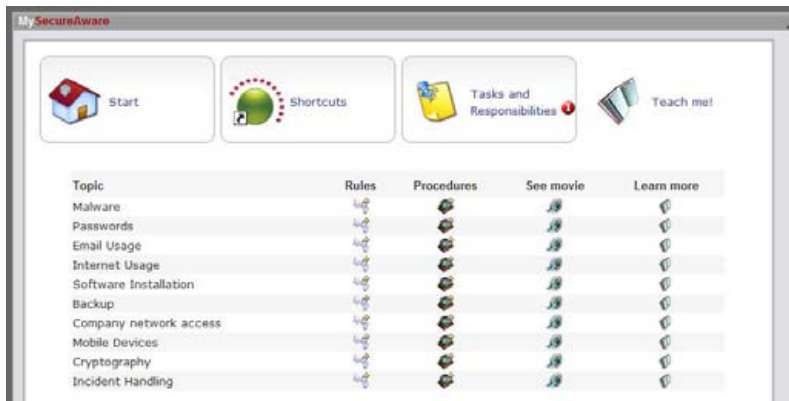 MySecureAware
Start
Shortcuts
Tasks and
Responsibilities 1
Teach me!
Topic Rules Procedures See movie Learn more
Malware
Passwords
Email Usage
Internet Usage
Software Installation
Backup
Company network access
Mobile Devices
Cryptography
Incident Handling